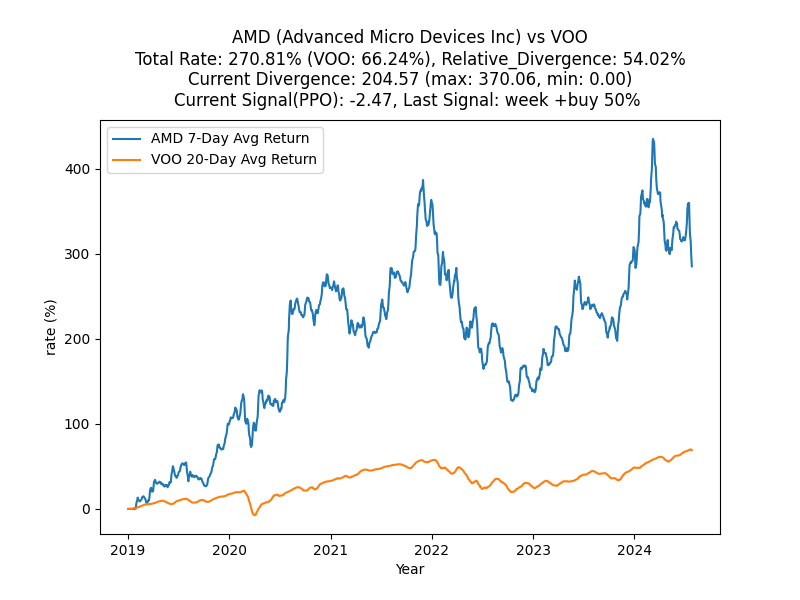 AMD (Advanced Micro Devices Inc) vs VOO
Total Rate: 270.81% (VOO: 66.24%), Relative_Divergence: 54.02%
Current Divergence: 204.57 (max: 370.06, min: 0.00)
Current Signal(PPO): -2.47, Last Signal: week +buy 50%
AMD 7-Day Avg Return
VOO 20-Day Avg Return
400
300
200
100
0
rate (%)
2019 2020 2021 2022 2023 2024
Year